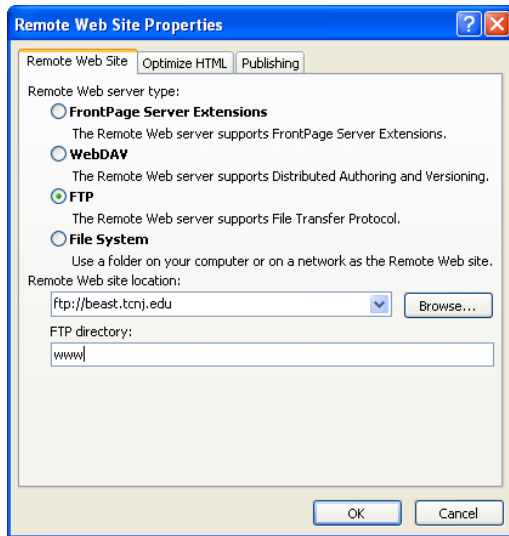 Remote Web Site Properties
Remote Web Site Optimize HTML Publishing
Remote Web server type:
FrontPage Server Extensions
The Remote Web server supports FrontPage Server Extensions.
WebDAV
The Remote Web server supports Distributed Authoring and Versioning.
FTP
The Remote Web server supports File Transfer Protocol.
File System
Use a folder on your computer or on a network as the Remote Web site.
Remote Web site location:
ftp://beast.tcnj.edu Browse...
FTP directory:
www
OK Cancel